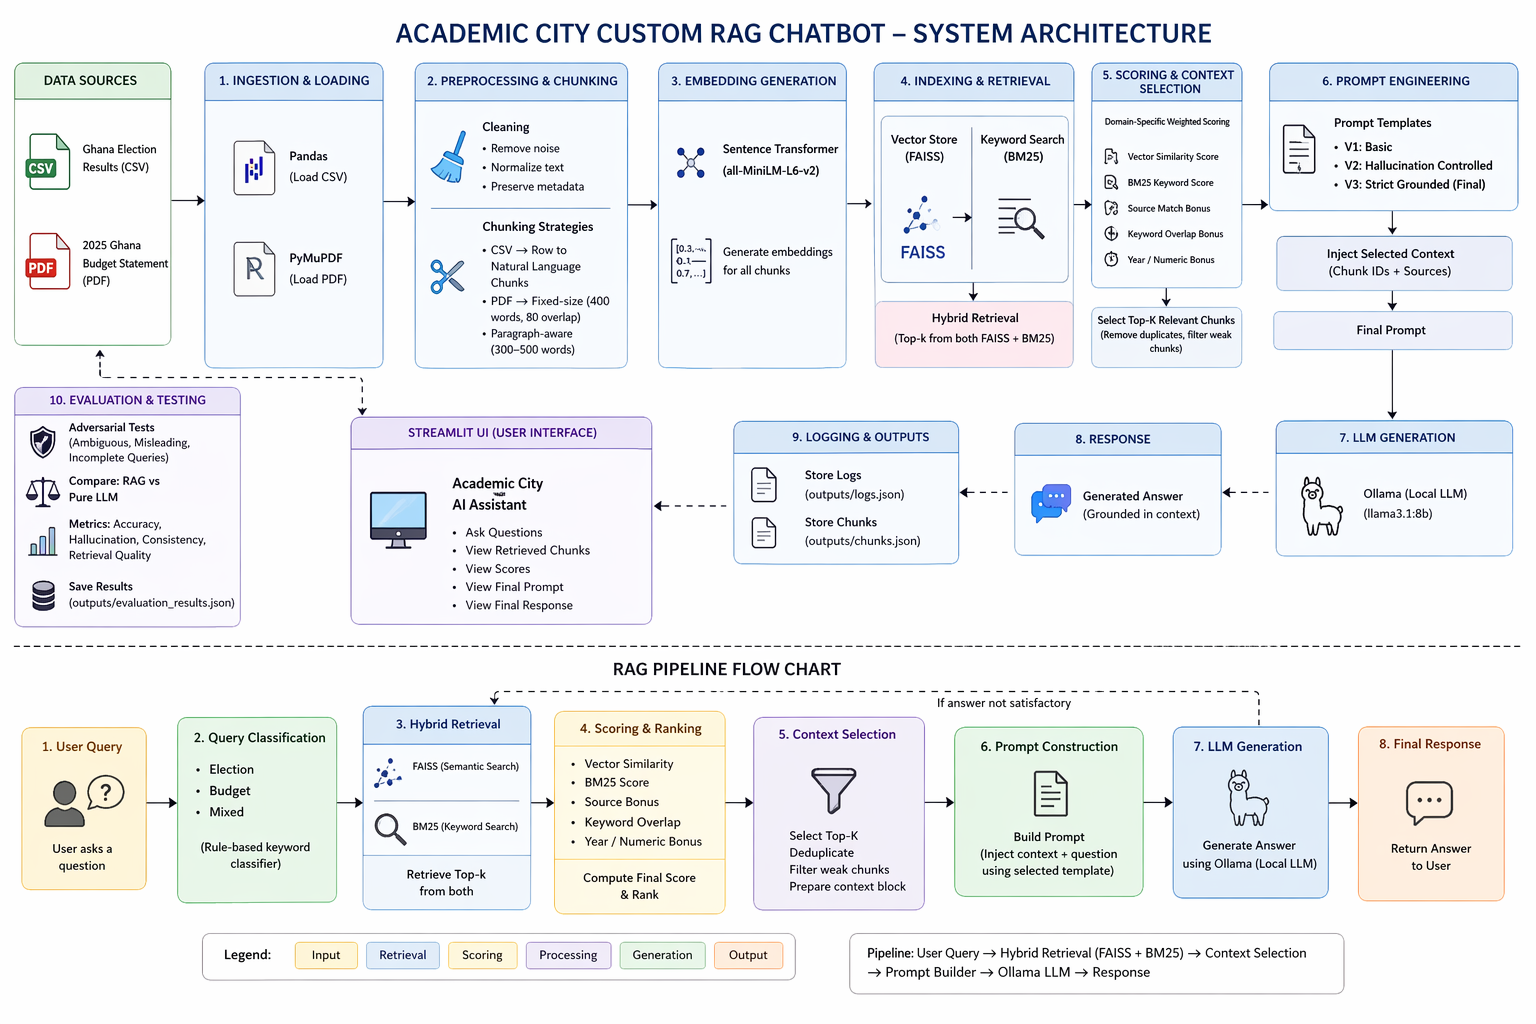 ACADEMIC CITY CUSTOM RAG CHATBOT – SYSTEM ARCHITECTURE
DATA SOURCES
CSV
Ghana Election
Results (CSV)
PDF
2025 Ghana
Budget Statement
(PDF)
1. INGESTION & LOADING
Pandas
(Load CSV)
R
PyMuPDF
(Load PDF)
2. PREPROCESSING & CHUNKING
Cleaning
• Remove noise
• Normalize text
• Preserve metadata
Chunking Strategies
• CSV → Row to
Natural Language
Chunks
• PDF → Fixed-size (400
words, 80 overlap)
• Paragraph-aware
(300–500 words)
3. EMBEDDING GENERATION
Sentence Transformer
(all-MiniLM-L6-v2)
Generate embeddings
for all chunks
4. INDEXING & RETRIEVAL
Vector Store
(FAISS)
FAISS
Keyword Search
(BM25)
Hybrid Retrieval
(Top-k from both FAISS + BM25)
5. SCORING & CONTEXT
SELECTION
Domain-Specific Weighted Scoring
Vector Similarity Score
BM25 Keyword Score
Source Match Bonus
Keyword Overlap Bonus
Year / Numeric Bonus
Select Top-K Relevant Chunks
(Remove duplicates, filter weak
chunks)
6. PROMPT ENGINEERING
Prompt Templates
• V1: Basic
• V2: Hallucination Controlled
• V3: Strict Grounded (Final)
Inject Selected Context
(Chunk IDs + Sources)
Final Prompt
10. EVALUATION & TESTING
Adversarial Tests
(Ambiguous, Misleading,
Incomplete Queries)
Compare: RAG vs
Pure LLM
Metrics: Accuracy,
Hallucination, Consistency,
Retrieval Quality
Save Results
(outputs/evaluation_results.json)
STREAMLIT UI (USER INTERFACE)
Academic City
AI Assistant
• Ask Questions
• View Retrieved Chunks
• View Scores
• View Final Prompt
• View Final Response
9. LOGGING & OUTPUTS
Store Logs
(outputs/logs.json)
Store Chunks
(outputs/chunks.json)
8. RESPONSE
Generated Answer
(Grounded in context)
7. LLM GENERATION
Ollama (Local LLM)
(llama3.1:8b)
RAG PIPELINE FLOW CHART
If answer not satisfactory
1. User Query
?
User asks a
question
2. Query Classification
• Election
• Budget
• Mixed
(Rule-based keyword
classifier)
3. Hybrid Retrieval
FAISS (Semantic Search)
BM25 (Keyword Search)
Retrieve Top-k
from both
4. Scoring & Ranking
• Vector Similarity
• BM25 Score
• Source Bonus
• Keyword Overlap
• Year / Numeric Bonus
Compute Final Score
& Rank
5. Context Selection
Select Top-K
Deduplicate
Filter weak chunks
Prepare context block
6. Prompt Construction
Build Prompt
(Inject context + question
using selected template)
7. LLM Generation
Generate Answer
using Ollama (Local LLM)
8. Final Response
Return Answer
to User
Legend:
Input
Retrieval
Scoring
Processing
Generation
Output
Pipeline: User Query → Hybrid Retrieval (FAISS + BM25) → Context Selection
→ Prompt Builder → Ollama LLM → Response